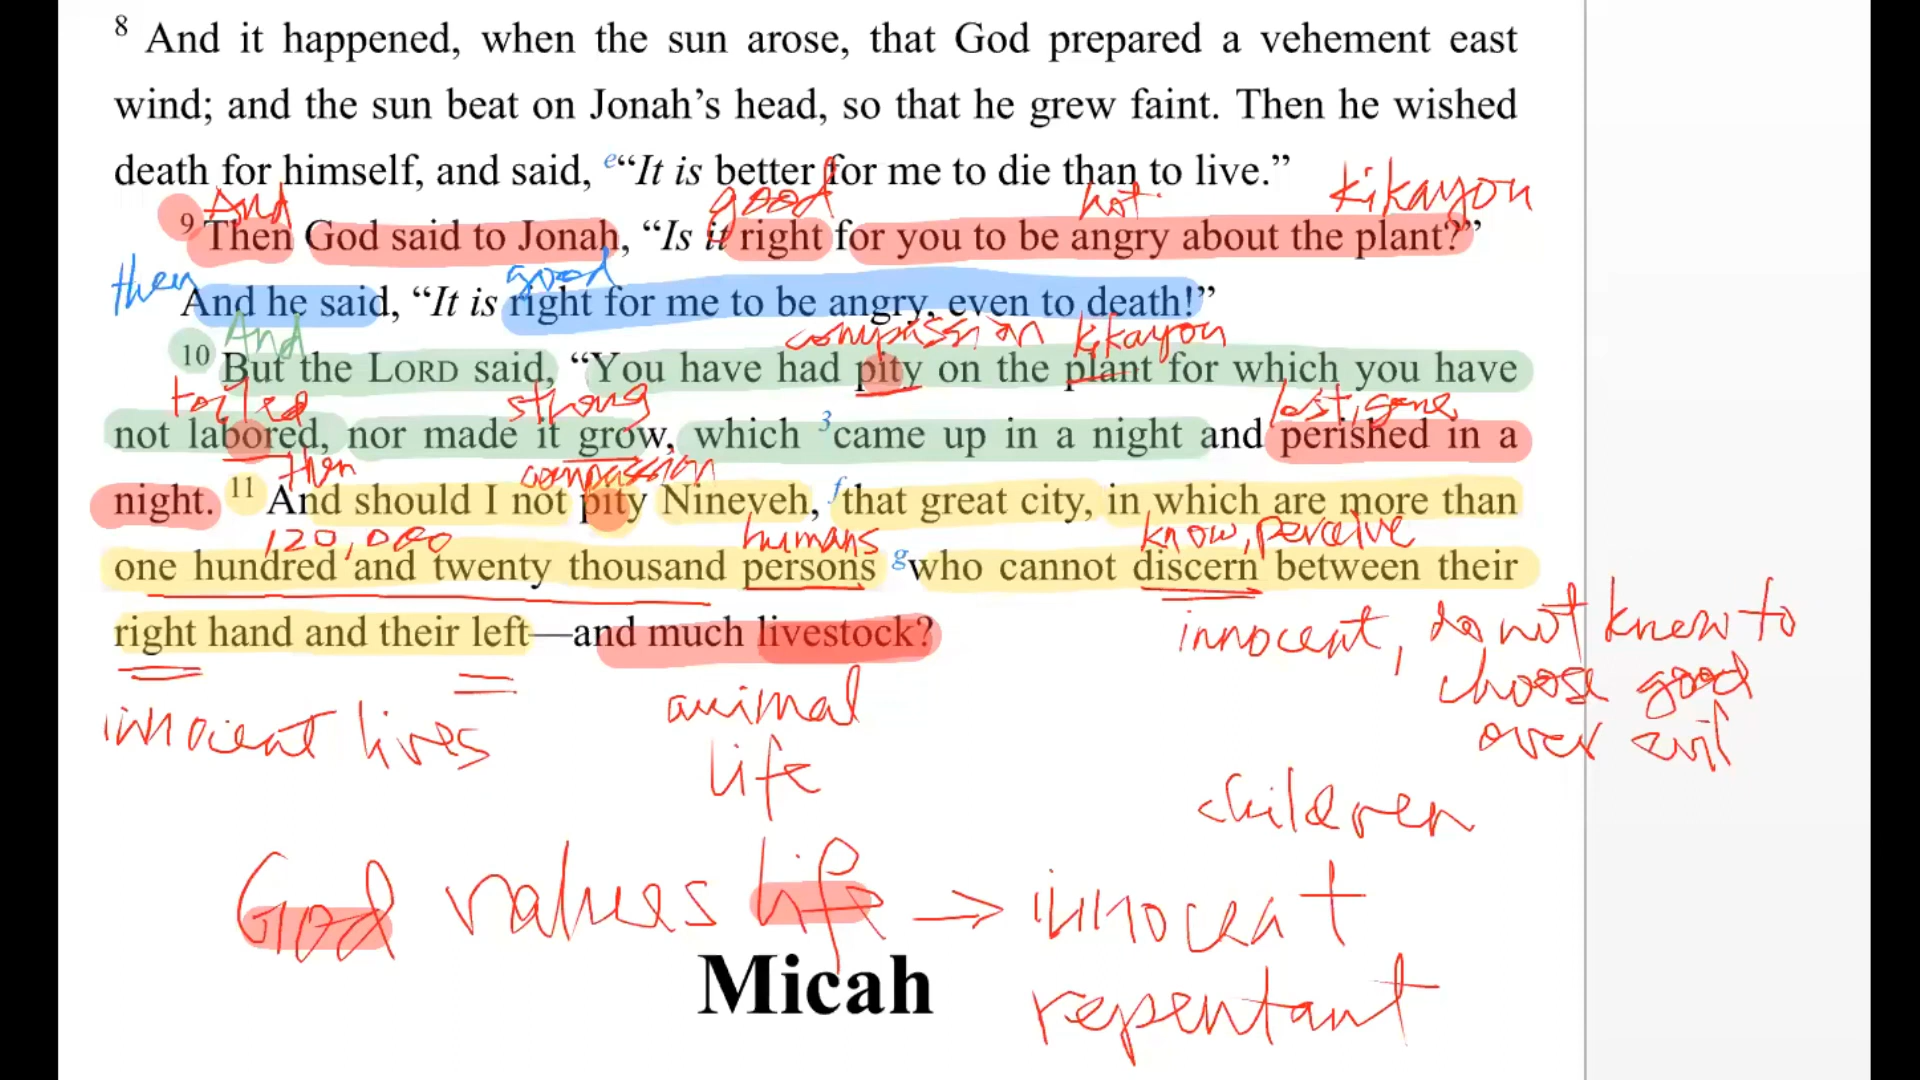 8 And it happened, when the sun arose, that God prepared a vehement east
wind; and the sun beat on Jonah’s head, so that he grew faint. Then he wished
death for himself, and said, e“It is better for me to die than to live.”
And good hot kikayon
9 Then God said to Jonah, “Is it right for you to be angry about the plant?”
then good
And he said, “It is right for me to be angry, even to death!”
And compassion kikayon
10 But the LORD said, “You have had pity on the plant for which you have
toiled strong lost, gone
not labored, nor made it grow, which 3came up in a night and perished in a
then compassion
night. 11 And should I not pity Nineveh, fthat great city, in which are more than
120,000 humans know, perceive
one hundred and twenty thousand persons gwho cannot discern between their
right hand and their left—and much livestock?
innocent, do not know to
choose good
over evil
innocent lives
animal
life
children
God values life → innocent
Micah
repentant